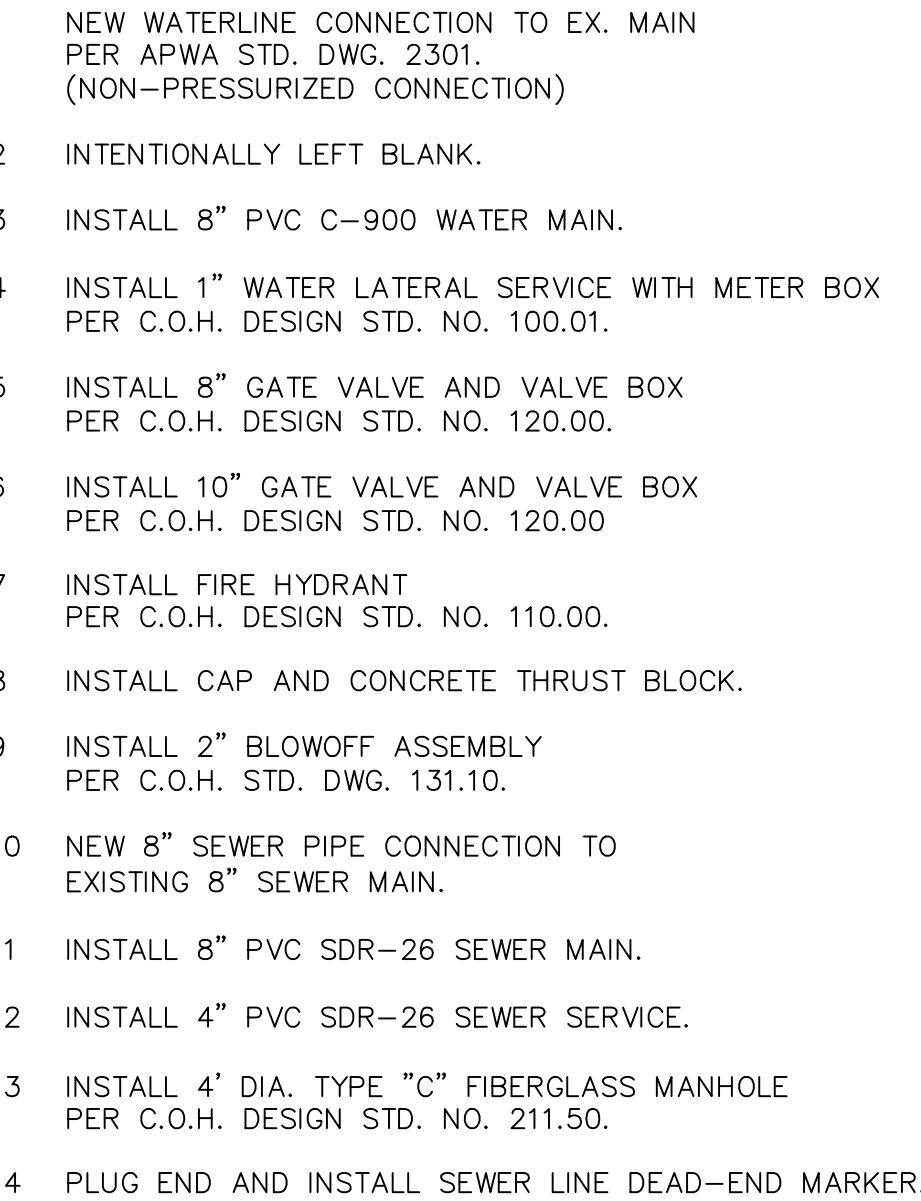 NEW WATERLINE CONNECTION TO EX. MAIN
PER APWA STD. DWG. 2301.
(NON–PRESSURIZED CONNECTION)
2 INTENTIONALLY LEFT BLANK.
3 INSTALL 8" PVC C–900 WATER MAIN.
4 INSTALL 1" WATER LATERAL SERVICE WITH METER BOX
PER C.O.H. DESIGN STD. NO. 100.01.
5 INSTALL 8" GATE VALVE AND VALVE BOX
PER C.O.H. DESIGN STD. NO. 120.00.
6 INSTALL 10" GATE VALVE AND VALVE BOX
PER C.O.H. DESIGN STD. NO. 120.00
7 INSTALL FIRE HYDRANT
PER C.O.H. DESIGN STD. NO. 110.00.
8 INSTALL CAP AND CONCRETE THRUST BLOCK.
9 INSTALL 2" BLOWOFF ASSEMBLY
PER C.O.H. STD. DWG. 131.10.
0 NEW 8" SEWER PIPE CONNECTION TO
EXISTING 8" SEWER MAIN.
1 INSTALL 8" PVC SDR–26 SEWER MAIN.
2 INSTALL 4" PVC SDR–26 SEWER SERVICE.
3 INSTALL 4' DIA. TYPE "C" FIBERGLASS MANHOLE
PER C.O.H. DESIGN STD. NO. 211.50.
4 PLUG END AND INSTALL SEWER LINE DEAD–END MARKER.